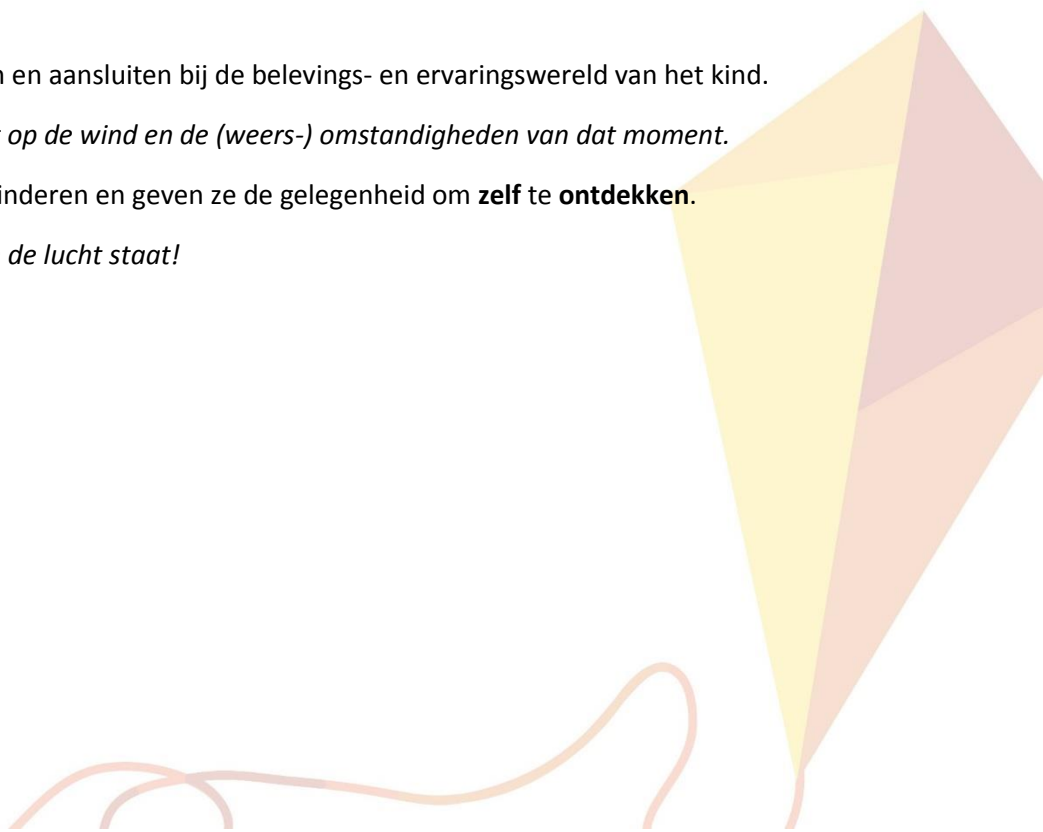 en aansluiten bij de belevings- en ervaringswereld van het kind.
op de wind en de (weers-) omstandigheden van dat moment.
inderen en geven ze de gelegenheid om zelf te ontdekken.
de lucht staat!